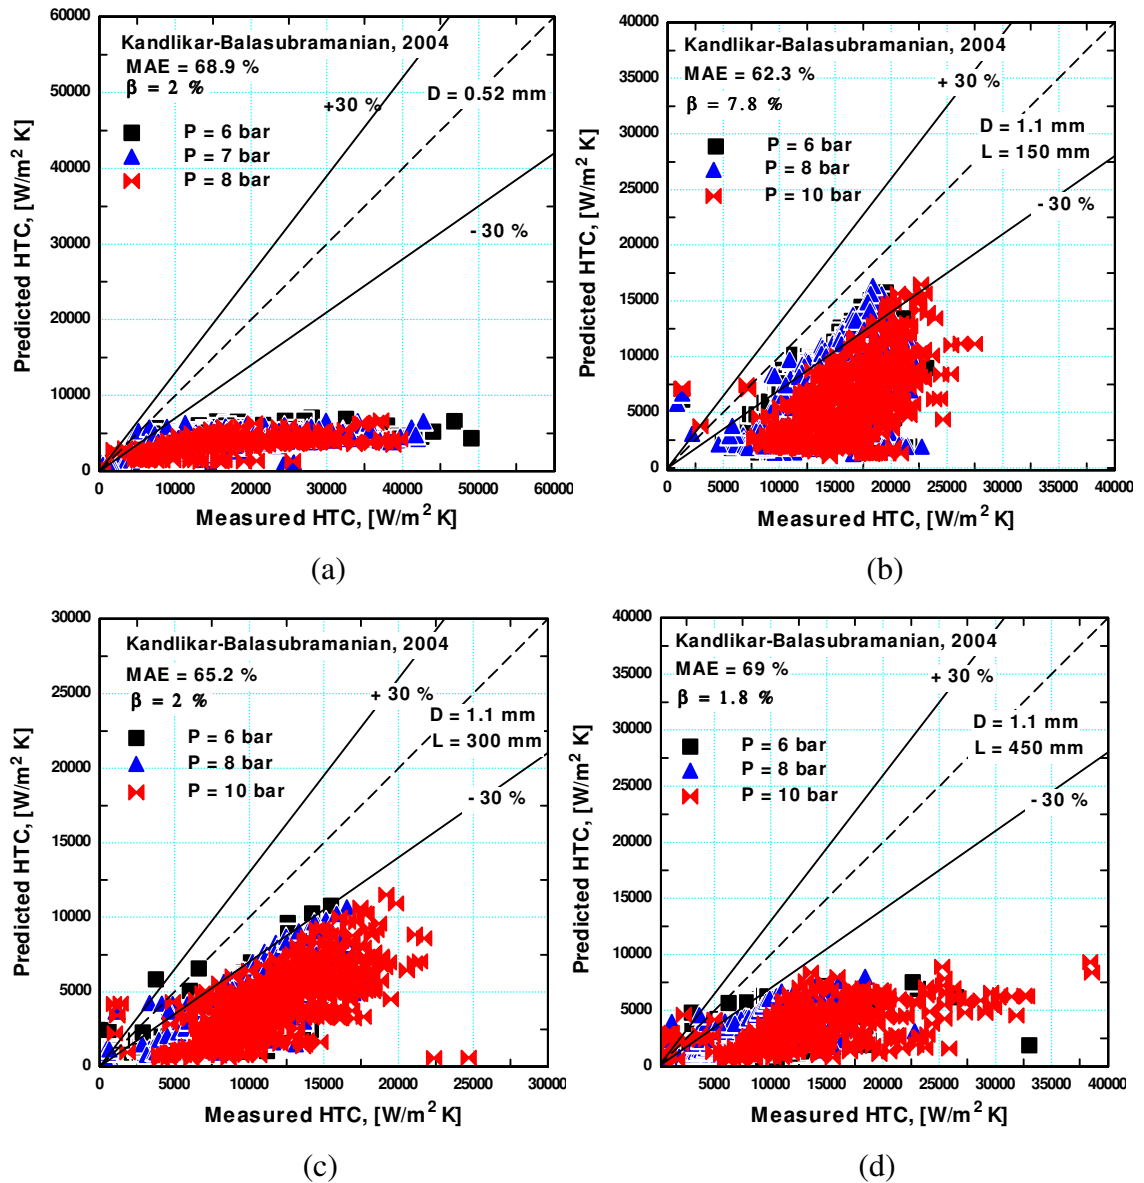 Kandlikar-Balasubramanian, 2004
MAE = 68.9 %
β = 2 %
+30 %
D = 0.52 mm
P = 6 bar
P = 7 bar
P = 8 bar
- 30 %
60000
50000
40000
30000
20000
10000
0
0 10000 20000 30000 40000 50000 60000
Predicted HTC, [W/m² K]
Measured HTC, [W/m² K]
(a)
Kandlikar-Balasubramanian, 2004
MAE = 62.3 %
+ 30 %
β = 7.8 %
D = 1.1 mm
L = 150 mm
P = 6 bar
P = 8 bar
P = 10 bar
- 30 %
40000
35000
30000
25000
20000
15000
10000
5000
0
0 5000 10000 15000 20000 25000 30000 35000 40000
Predicted HTC, [W/m² K]
Measured HTC, [W/m² K]
(b)
Kandlikar-Balasubramanian, 2004
MAE = 65.2 %
β = 2 %
+ 30 %
D = 1.1 mm
L = 300 mm
P = 6 bar
P = 8 bar
P = 10 bar
- 30 %
30000
25000
20000
15000
10000
5000
0
0 5000 10000 15000 20000 25000 30000
Predicted HTC, [W/m² K]
Measured HTC, [W/m² K]
(c)
Kandlikar-Balasubramanian, 2004
MAE = 69 %
+ 30 %
β = 1.8 %
D = 1.1 mm
L = 450 mm
P = 6 bar
P = 8 bar
P = 10 bar
- 30 %
40000
35000
30000
25000
20000
15000
10000
5000
0
5000 10000 15000 20000 25000 30000 35000 40000
Predicted HTC, [W/m² K]
Measured HTC, [W/m² K]
(d)